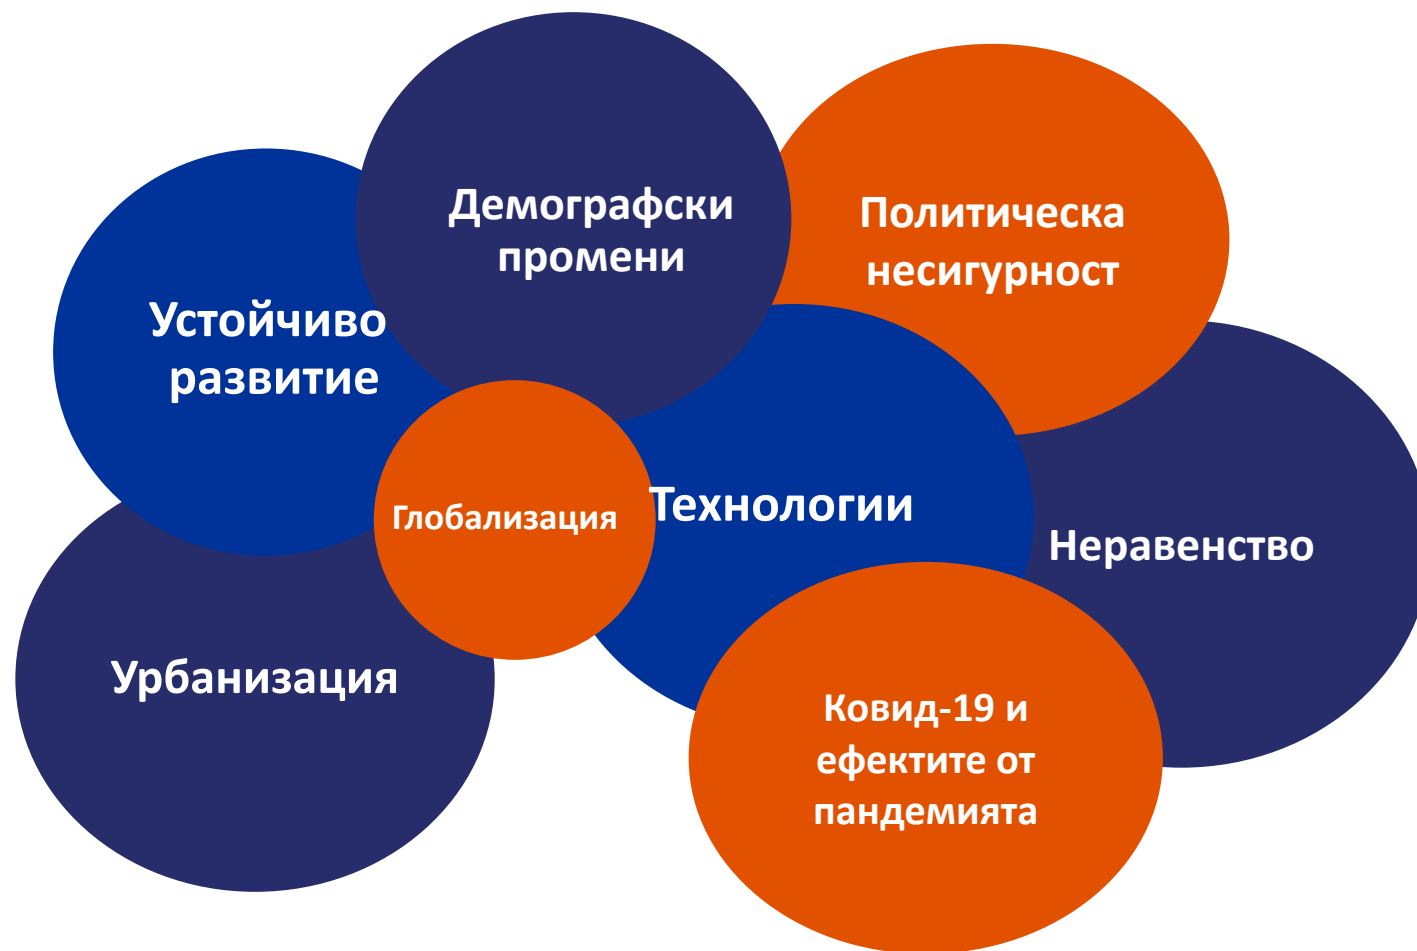 Демографски
промени
Политическа
несигурност
Устойчиво
развитие
Глобализация
Технологии
Неравенство
Урбанизация
Ковид-19 и
ефектите от
пандемията